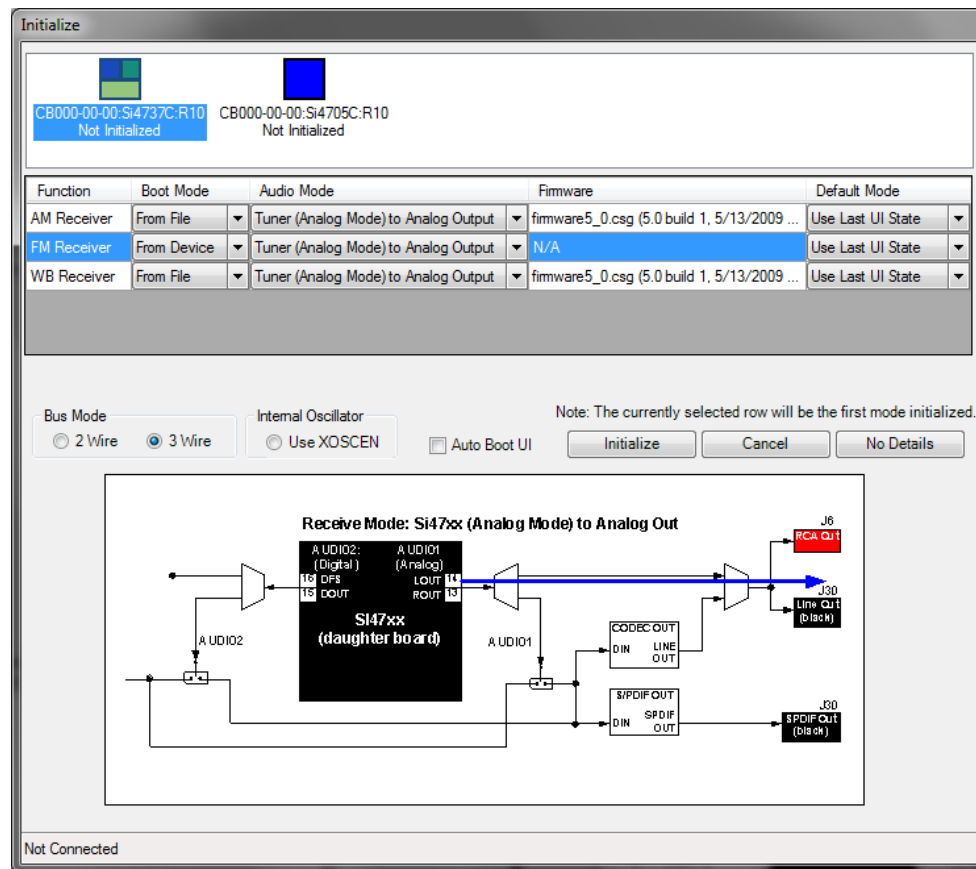 Initialize
CB000-00-00:Si4737C:R10
Not Initialized
CB000-00-00:Si4705C:R10
Not Initialized
Function Boot Mode Audio Mode Firmware Default Mode
AM Receiver From File Tuner (Analog Mode) to Analog Output firmware5_0.csg (5.0 build 1, 5/13/2009 ... Use Last UI State
FM Receiver From Device Tuner (Analog Mode) to Analog Output N/A Use Last UI State
WB Receiver From File Tuner (Analog Mode) to Analog Output firmware5_0.csg (5.0 build 1, 5/13/2009 ... Use Last UI State
Bus Mode
2 Wire 3 Wire
Internal Oscillator
Use XOSCEN
Auto Boot UI
Note: The currently selected row will be the first mode initialized.
Initialize Cancel No Details
Receive Mode: Si47xx (Analog Mode) to Analog Out
AUDIO2:
(Digital)
AUDIO1
(Analog)
16 DFS
15 DOUT
LOUT 14
ROUT 13
SI47xx
(daughter board)
AUDIO2
AUDIO1
CODEC OUT
DIN LINE
OUT
S/PDIF OUT
DIN SPDIF
OUT
J6
RCA Out
J30
Line Out
(black)
J30
SPDIF Out
(black)
Not Connected